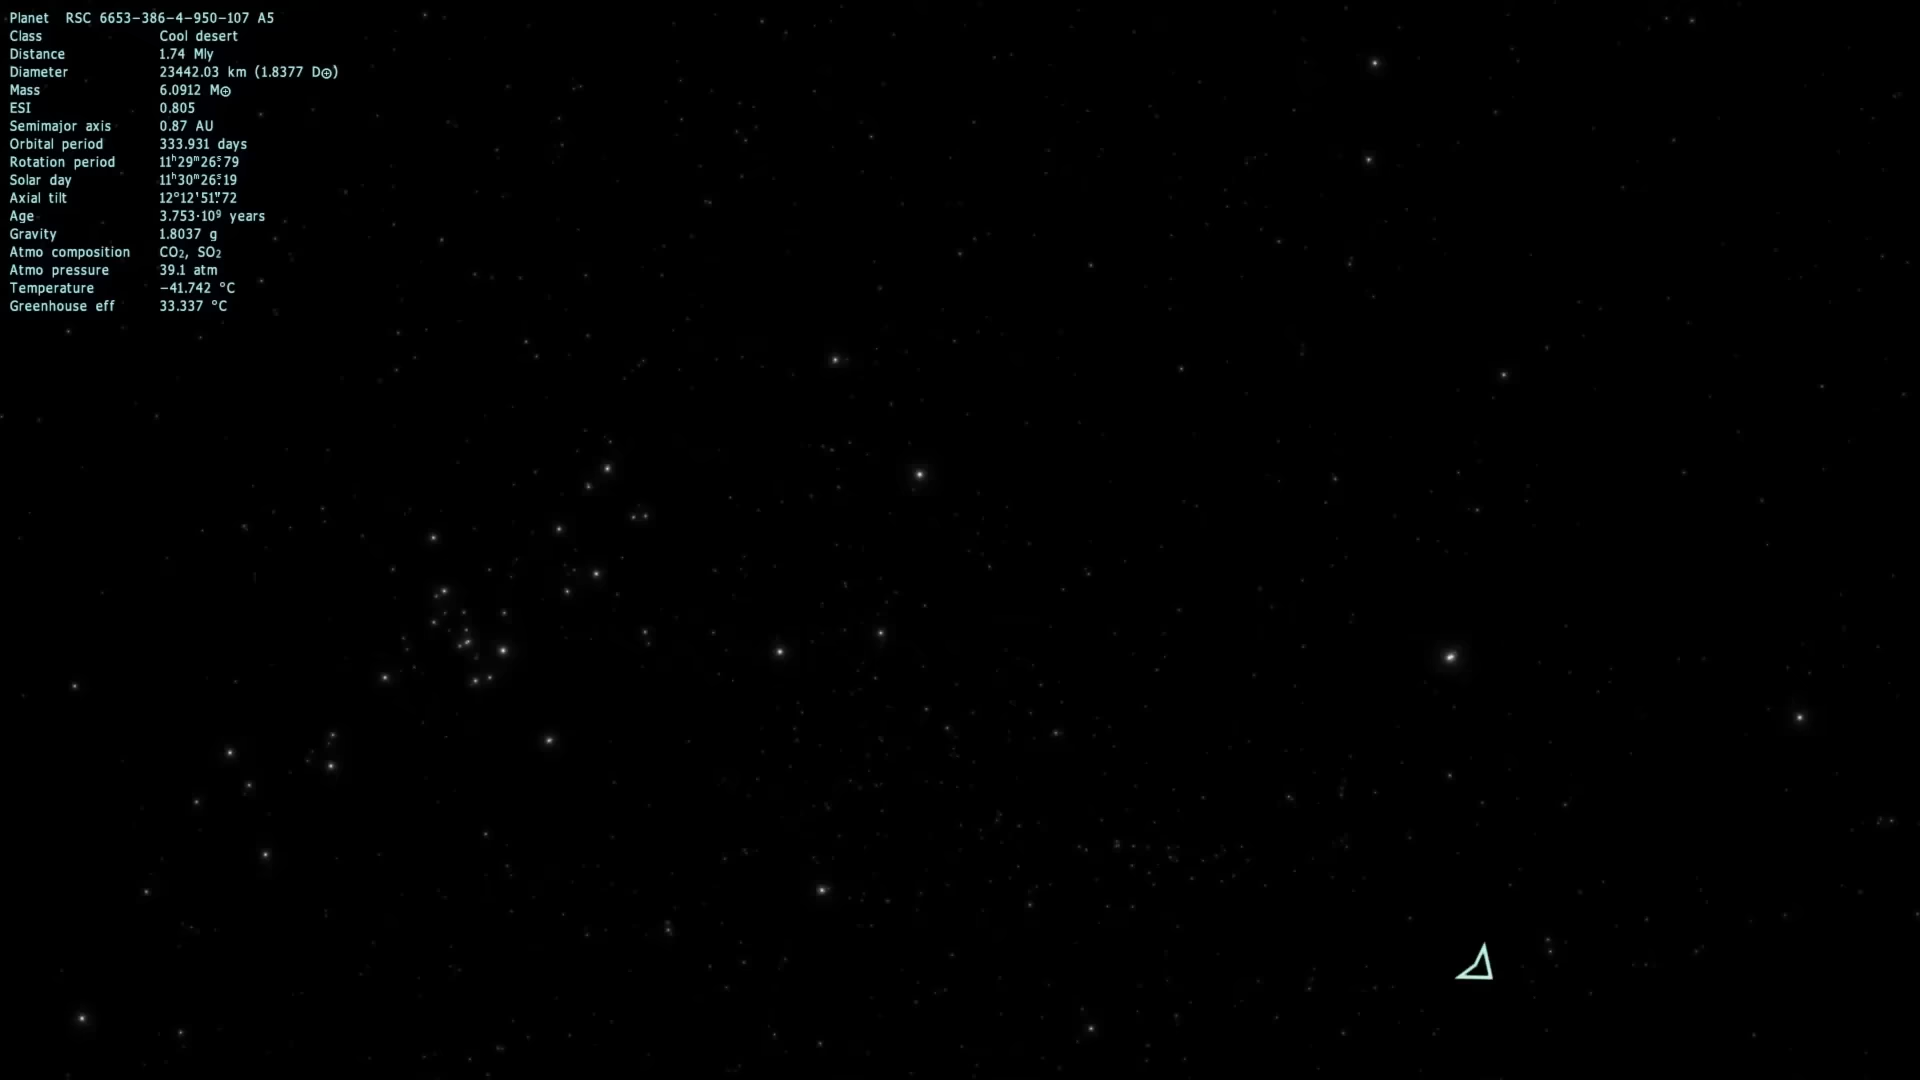 Planet RSC 6653-386-4-950-107 A5
Class Cool desert
Distance 1.74 Mly
Diameter 23442.03 km (1.8377 D⊕)
Mass 6.0912 M⊕
ESI 0.805
Semimajor axis 0.87 AU
Orbital period 333.931 days
Rotation period 11ʰ29ᵐ26ˢ.79
Solar day 11ʰ30ᵐ26ˢ.19
Axial tilt 12°12'51".72
Age 3.753·10⁹ years
Gravity 1.8037 g
Atmo composition CO₂, SO₂
Atmo pressure 39.1 atm
Temperature −41.742 °C
Greenhouse eff 33.337 °C